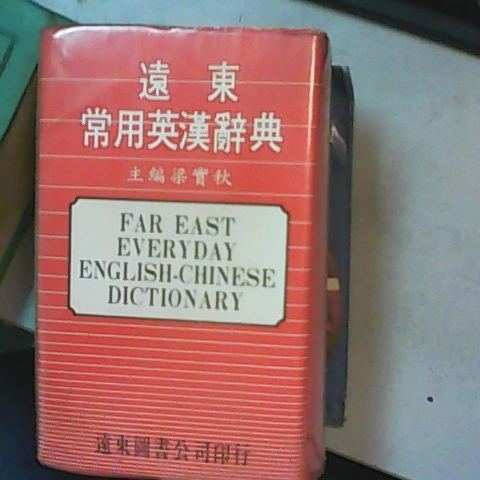 遠東
常用英漢辭典
主編梁實秋
FAR EAST
EVERYDAY
ENGLISH-CHINESE
DICTIONARY
遠東圖書公司印行